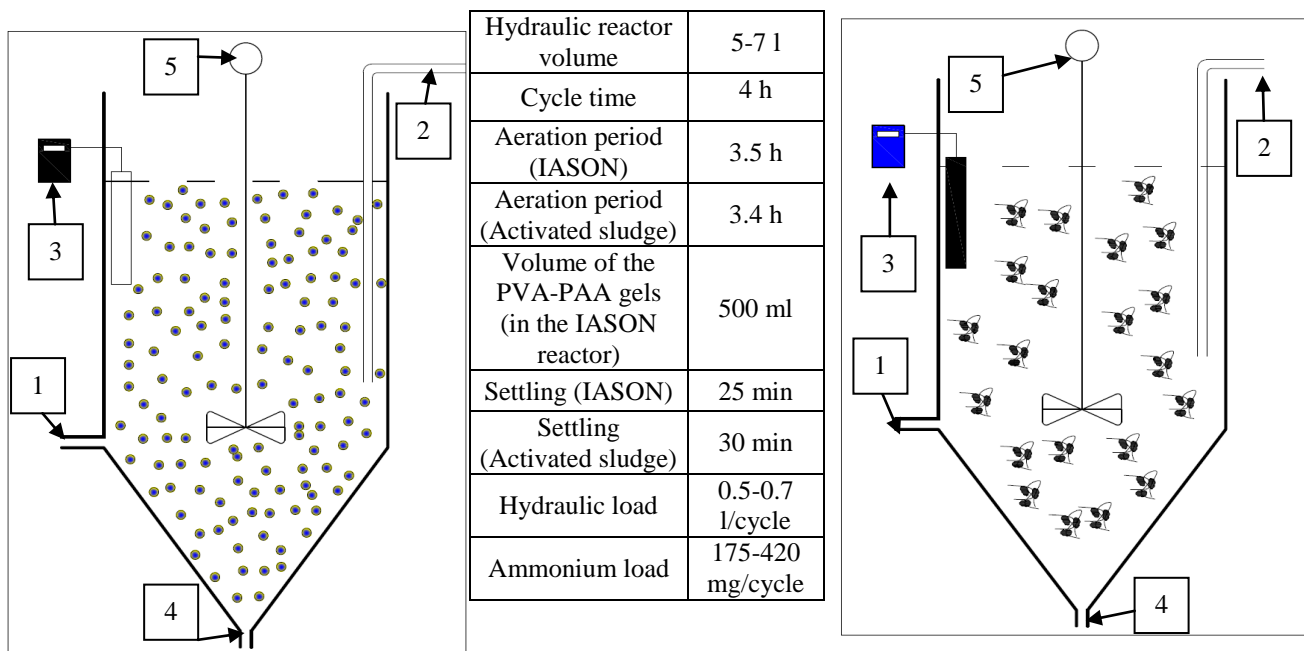 5
2
3
1
4
Hydraulic reactor
volume
5-7 l
Cycle time
4 h
Aeration period
(IASON)
3.5 h
Aeration period
(Activated sludge)
3.4 h
Volume of the
PVA-PAA gels
(in the IASON
reactor)
500 ml
Settling (IASON)
25 min
Settling
(Activated sludge)
30 min
Hydraulic load
0.5-0.7
l/cycle
Ammonium load
175-420
mg/cycle
5
2
3
1
4